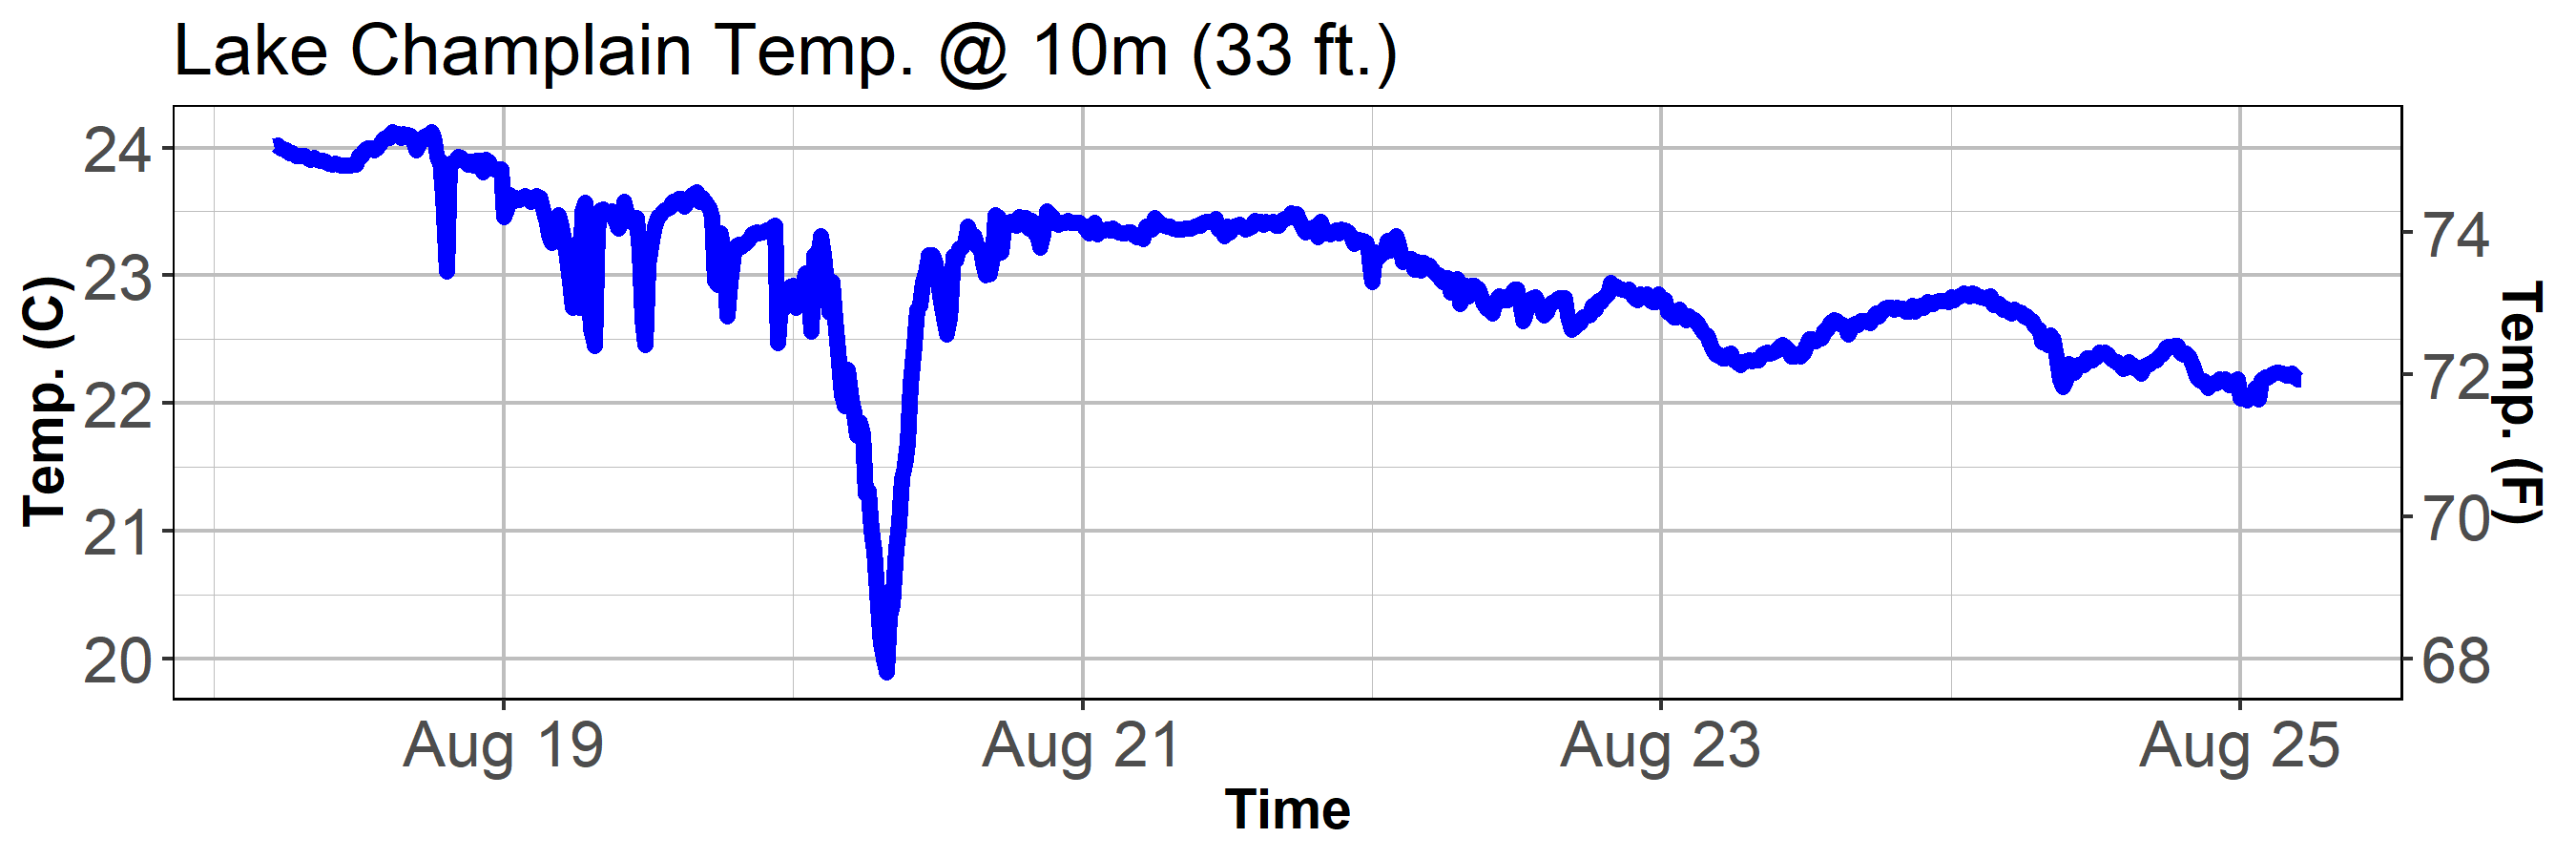 Lake Champlain Temp. @ 10m (33 ft.)
24
23
22
21
20
Temp. (C)
74
72
70
68
Temp. (F)
Aug 19 Aug 21 Aug 23 Aug 25
Time